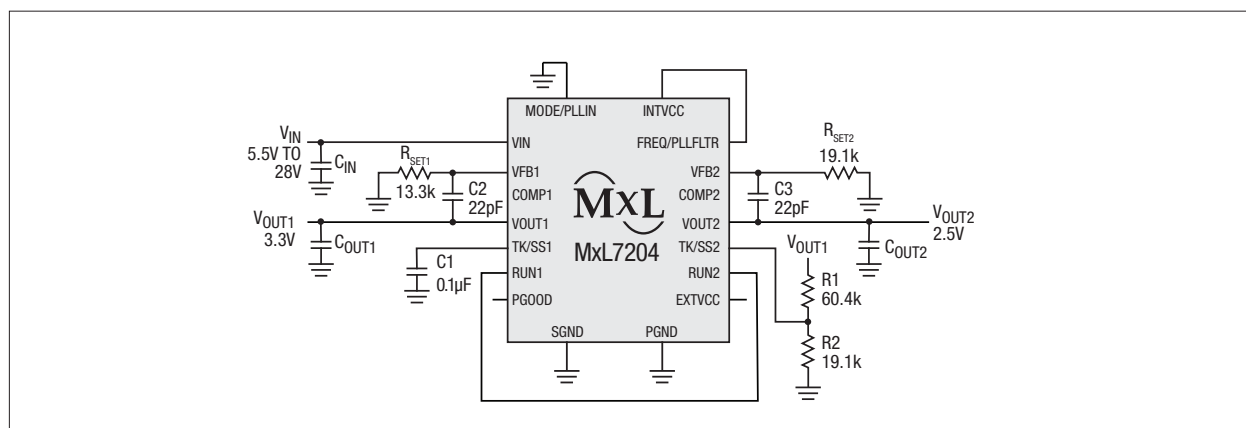 MODE/PLLIN
INTVCC
VIN
5.5V TO
28V
CIN
VIN
FREQ/PLLFLTR
RSET2
19.1k
RSET1
13.3k
VFB1
VFB2
C2
22pF
COMP1
COMP2
C3
22pF
MxL
MxL7204
VOUT1
3.3V
COUT1
VOUT1
VOUT2
VOUT2
2.5V
COUT2
C1
0.1µF
TK/SS1
TK/SS2
VOUT1
RUN1
RUN2
R1
60.4k
PGOOD
EXTVCC
SGND
PGND
R2
19.1k